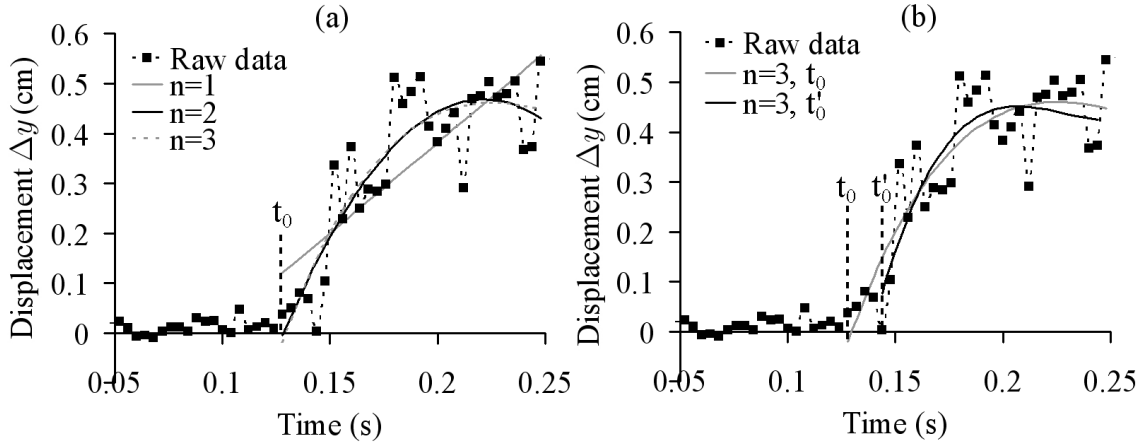 (a)
0.6
0.5
0.4
0.3
0.2
0.1
0
Displacement Δy (cm)
Raw data
n=1
n=2
n=3
t₀
0.05
0.1
0.15
0.2
0.25
Time (s)
(b)
0.6
0.5
0.4
0.3
0.2
0.1
0
Displacement Δy (cm)
Raw data
n=3, t₀
n=3, t₀'
t₀
t₀'
0.05
0.1
0.15
0.2
0.25
Time (s)